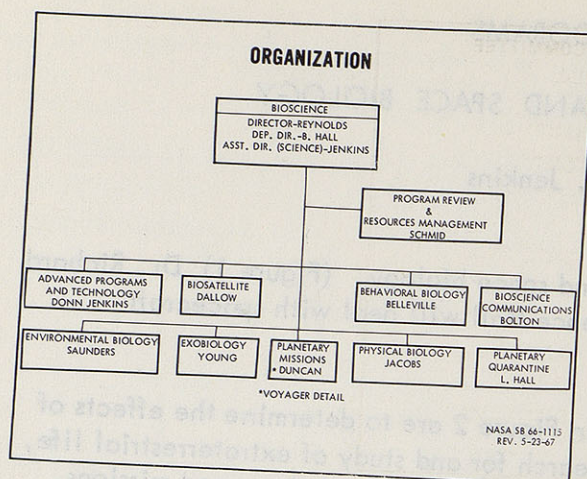 ORGANIZATION
BIOSCIENCE
DIRECTOR-REYNOLDS
DEP. DIR.-B. HALL
ASST. DIR. (SCIENCE)-JENKINS
PROGRAM REVIEW
&
RESOURCES MANAGEMENT
SCHMID
ADVANCED PROGRAMS
AND TECHNOLOGY
DONN JENKINS
BIOSATELLITE
DALLOW
BEHAVIORAL BIOLOGY
BELLEVILLE
BIOSCIENCE
COMMUNICATIONS
BOLTON
ENVIRONMENTAL BIOLOGY
SAUNDERS
EXOBIOLOGY
YOUNG
PLANETARY
MISSIONS
*DUNCAN
PHYSICAL BIOLOGY
JACOBS
PLANETARY
QUARANTINE
L. HALL
*VOYAGER DETAIL
NASA SB 66-1115
REV. 5-23-67
AND SPACE BIOLOGY
Jenkins
2 are to determine the effects of
search for and study of extraterrestrial life,